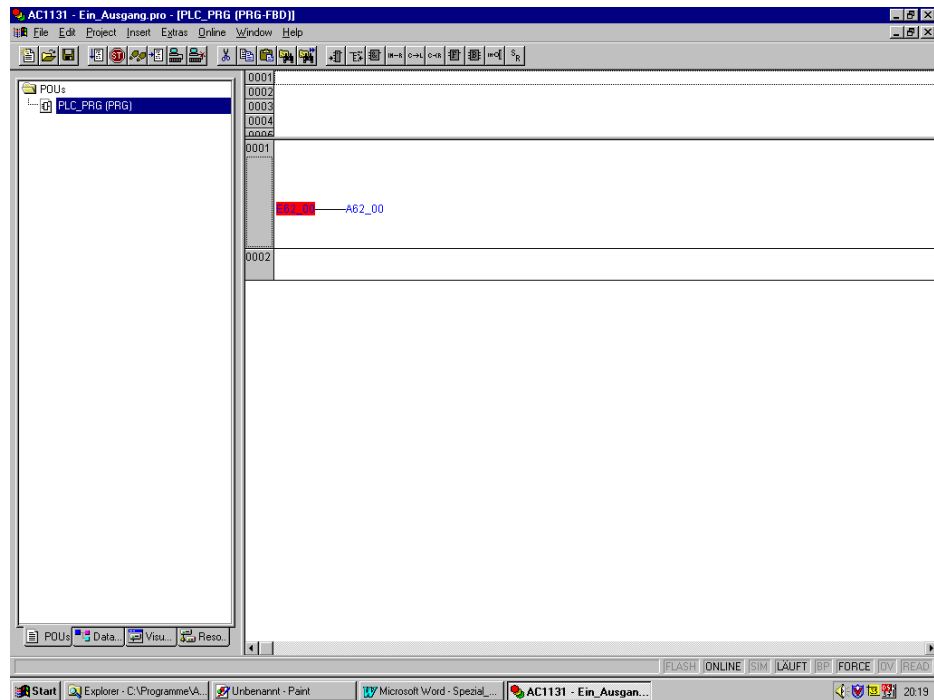 AC1131 - Ein_Ausgang.pro - [PLC_PRG (PRG-FBD)]
File Edit Project Insert Extras Online Window Help
POUs
PLC_PRG (PRG)
0001
0002
0003
0004
0001
E62_00 A62_00
0002
POUs Data... Visu... Reso...
FLASH ONLINE SIM LÄUFT BP FORCE OV READ
Start Explorer - C:\Programme\A... Unbenannt - Paint Microsoft Word - Spezial_... AC1131 - Ein_Ausgan... 20:19